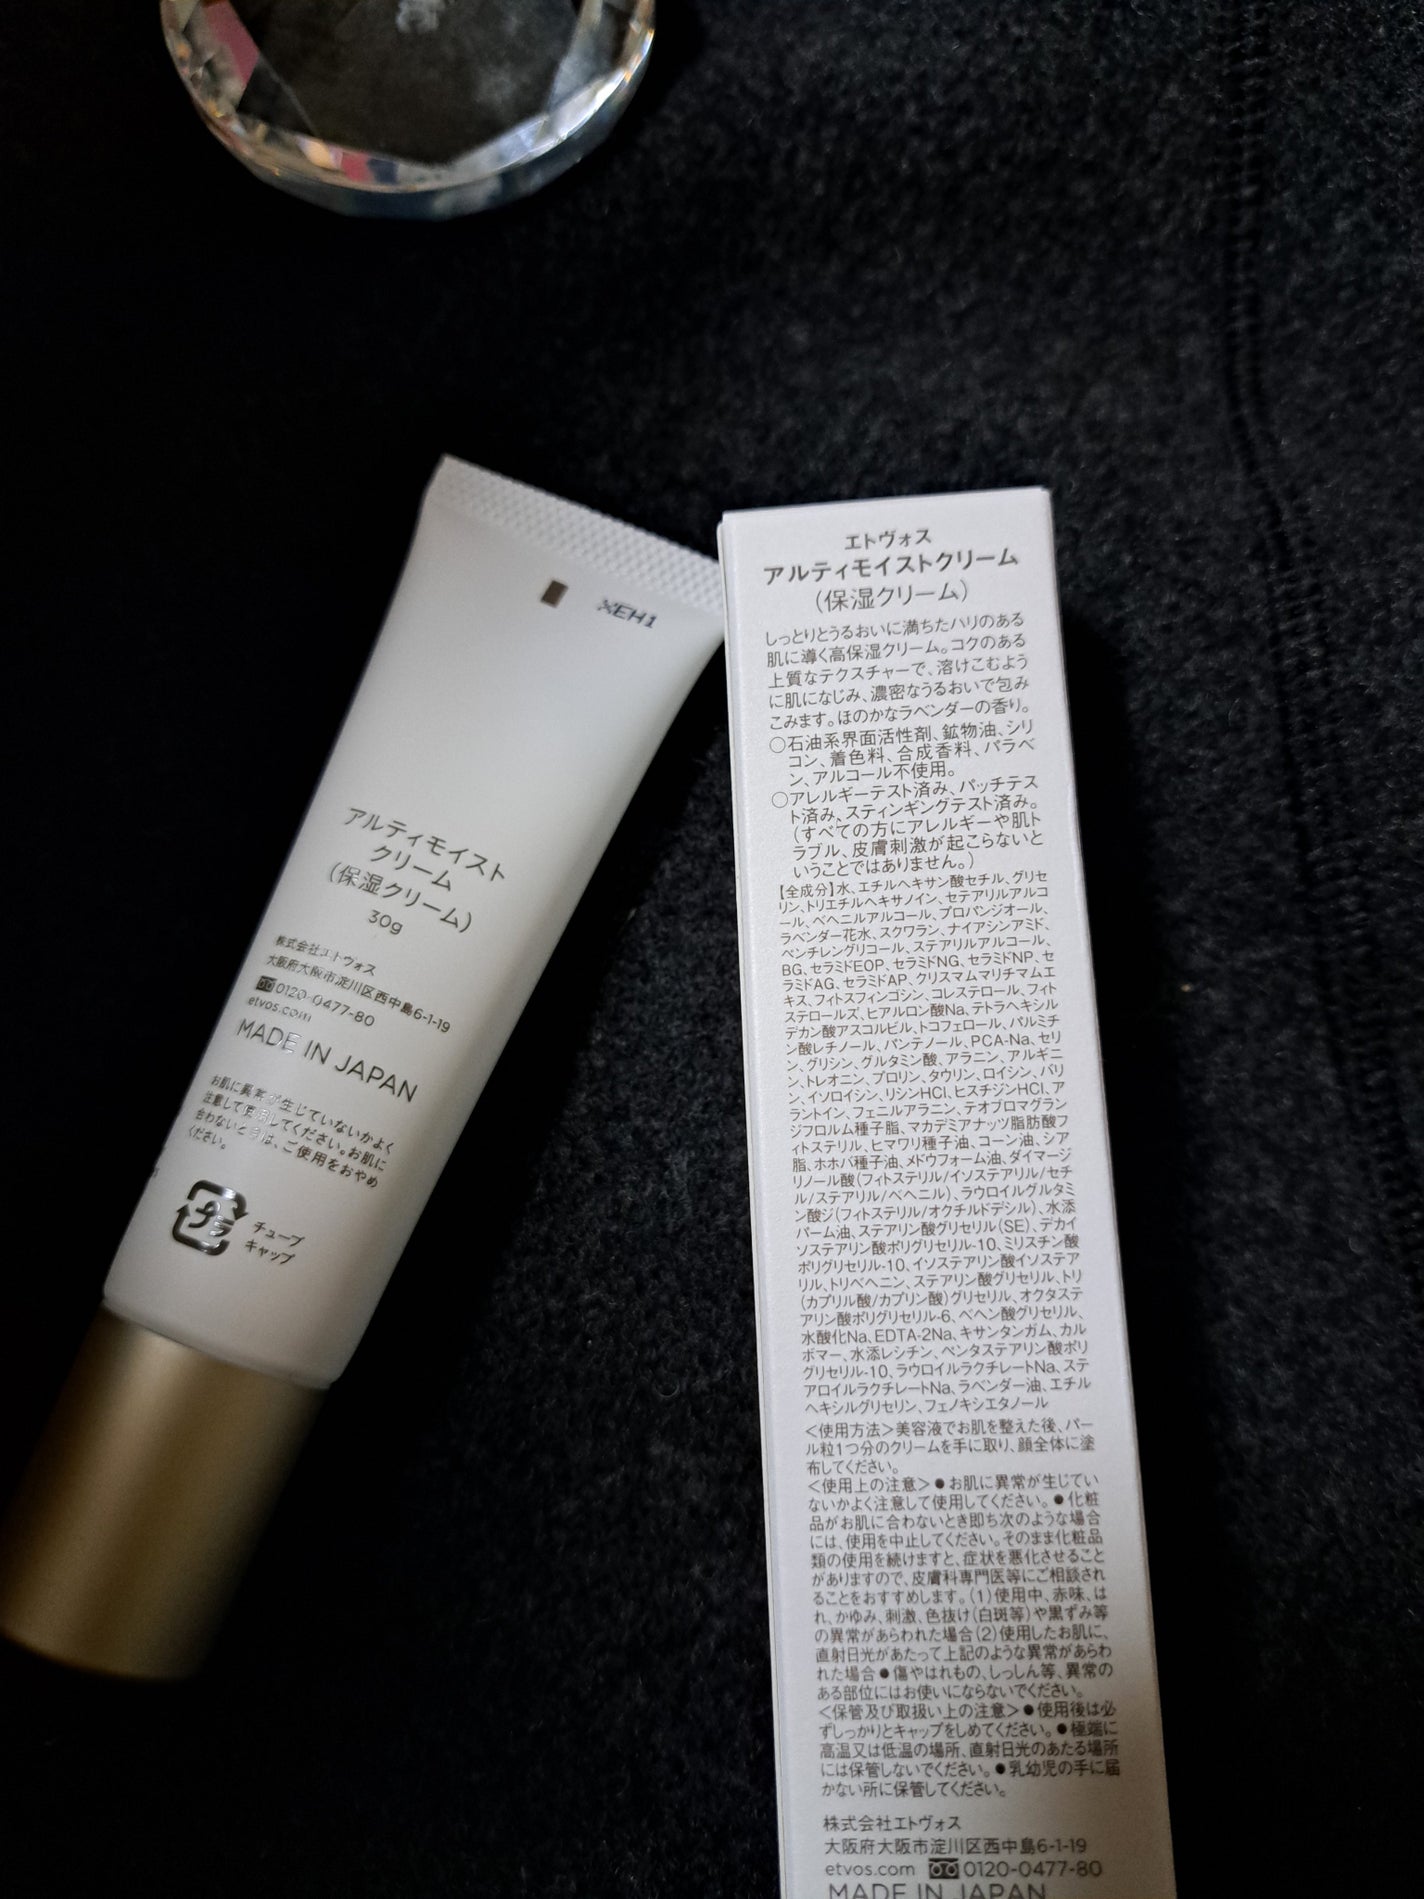 XEH1
アルティモイスト
クリーム
(保湿クリーム)
30g
株式会社エトヴォス
大阪府大阪市淀川区西中島6-1-19
0120-0477-80
etvos.com
MADE IN JAPAN
お肌に異常が生じていないかよく
注意して使用してください。お肌に
合わないときは、ご使用をおやめ
ください。
プラ
チューブ
キャップ
エトヴォス
アルティモイストクリーム
(保湿クリーム)
しっとりとうるおいに満ちたハリのある
肌に導く高保湿クリーム。コクのある
上質なテクスチャーで、溶けこむよう
に肌になじみ、濃密なうるおいで包み
こみます。ほのかなラベンダーの香り。
○石油系界面活性剤、鉱物油、シリ
コン、着色料、合成香料、パラベ
ン、アルコール不使用。
○アレルギーテスト済み、パッチテス
ト済み、スティンギングテスト済み。
(すべての方にアレルギーや肌ト
ラブル、皮膚刺激が起こらないと
いうことではありません。)
【全成分】水、エチルヘキサン酸セチル、グリセ
リン、トリエチルヘキサノイン、セテアリルアルコ
ール、ベヘニルアルコール、プロパンジオール、
ラベンダー花水、スクワラン、ナイアシンアミド、
ペンチレングリコール、ステアリルアルコール、
BG、セラミドEOP、セラミドNG、セラミドNP、セ
ラミドAG、セラミドAP、クリスマムマリチマムエ
キス、フィトスフィンゴシン、コレステロール、フィト
ステロールズ、ヒアルロン酸Na、テトラヘキシル
デカン酸アスコルビル、トコフェロール、パルミチ
ン酸レチノール、パンテノール、PCA-Na、セリ
ン、グリシン、グルタミン酸、アラニン、アルギニ
ン、トレオニン、プロリン、タウリン、ロイシン、バリ
ン、イソロイシン、リシンHCl、ヒスチジンHCl、ア
ラントイン、フェニルアラニン、テオブロマグラン
ジフロルム種子脂、マカデミアナッツ脂肪酸フ
ィトステリル、ヒマワリ種子油、コーン油、シア
脂、ホホバ種子油、メドウフォーム油、ダイマージ
リノール酸(フィトステリル/イソステアリル/セチ
ル/ステアリル/ベヘニル)、ラウロイルグルタミ
ン酸ジ(フィトステリル/オクチルドデシル)、水添
パーム油、ステアリン酸グリセリル(SE)、デカイ
ソステアリン酸ポリグリセリル-10、ミリスチン酸
ポリグリセリル-10、イソステアリン酸イソステア
リル、トリベヘニン、ステアリン酸グリセリル、トリ
(カプリル酸/カプリン酸)グリセリル、オクタステ
アリン酸ポリグリセリル-6、ベヘン酸グリセリル、
水酸化Na、EDTA-2Na、キサンタンガム、カル
ボマー、水添レシチン、ペンタステアリン酸ポリ
グリセリル-10、ラウロイルラクチレートNa、ステ
アロイルラクチレートNa、ラベンダー油、エチル
ヘキシルグリセリン、フェノキシエタノール
＜使用方法＞美容液でお肌を整えた後、パー
ル粒1つ分のクリームを手に取り、顔全体に塗
布してください。
＜使用上の注意＞●お肌に異常が生じてい
ないかよく注意して使用してください。●化粧
品がお肌に合わないとき即ち次のような場合
には、使用を中止してください。そのまま化粧品
類の使用を続けますと、症状を悪化させること
がありますので、皮膚科専門医等にご相談され
ることをおすすめします。(1)使用中、赤味、は
れ、かゆみ、刺激、色抜け(白斑等)や黒ずみ等
の異常があらわれた場合(2)使用したお肌に、
直射日光があたって上記のような異常があらわ
れた場合●傷やはれもの、しっしん等、異常の
ある部位にはお使いにならないでください。
＜保管及び取扱い上の注意＞●使用後は必
ずしっかりとキャップをしめてください。●極端に
高温又は低温の場所、直射日光のあたる場所
には保管しないでください。●乳幼児の手に届
かない所に保管してください。
株式会社エトヴォス
大阪府大阪市淀川区西中島6-1-19
etvos.com 0120-0477-80
MADE IN JAPAN